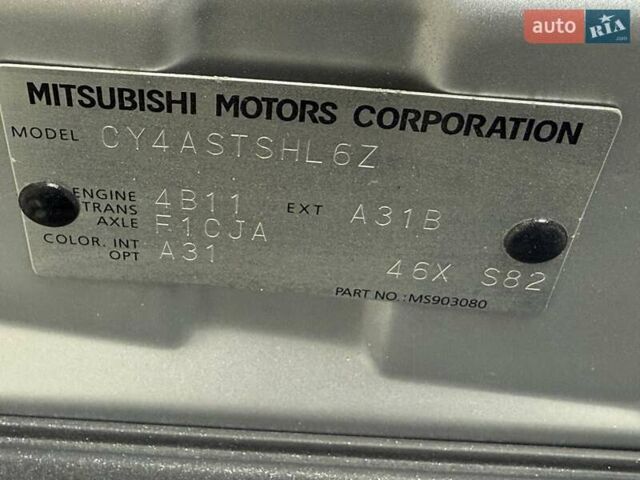 auto RIA.com
MITSUBISHI MOTORS CORPORATION
MODEL CY4ASTSHL6Z
ENGINE 4B11 EXT A31B
TRANS AXLE F1CJA
COLOR. INT A31
OPT 46X S82
PART NO.:MS903080